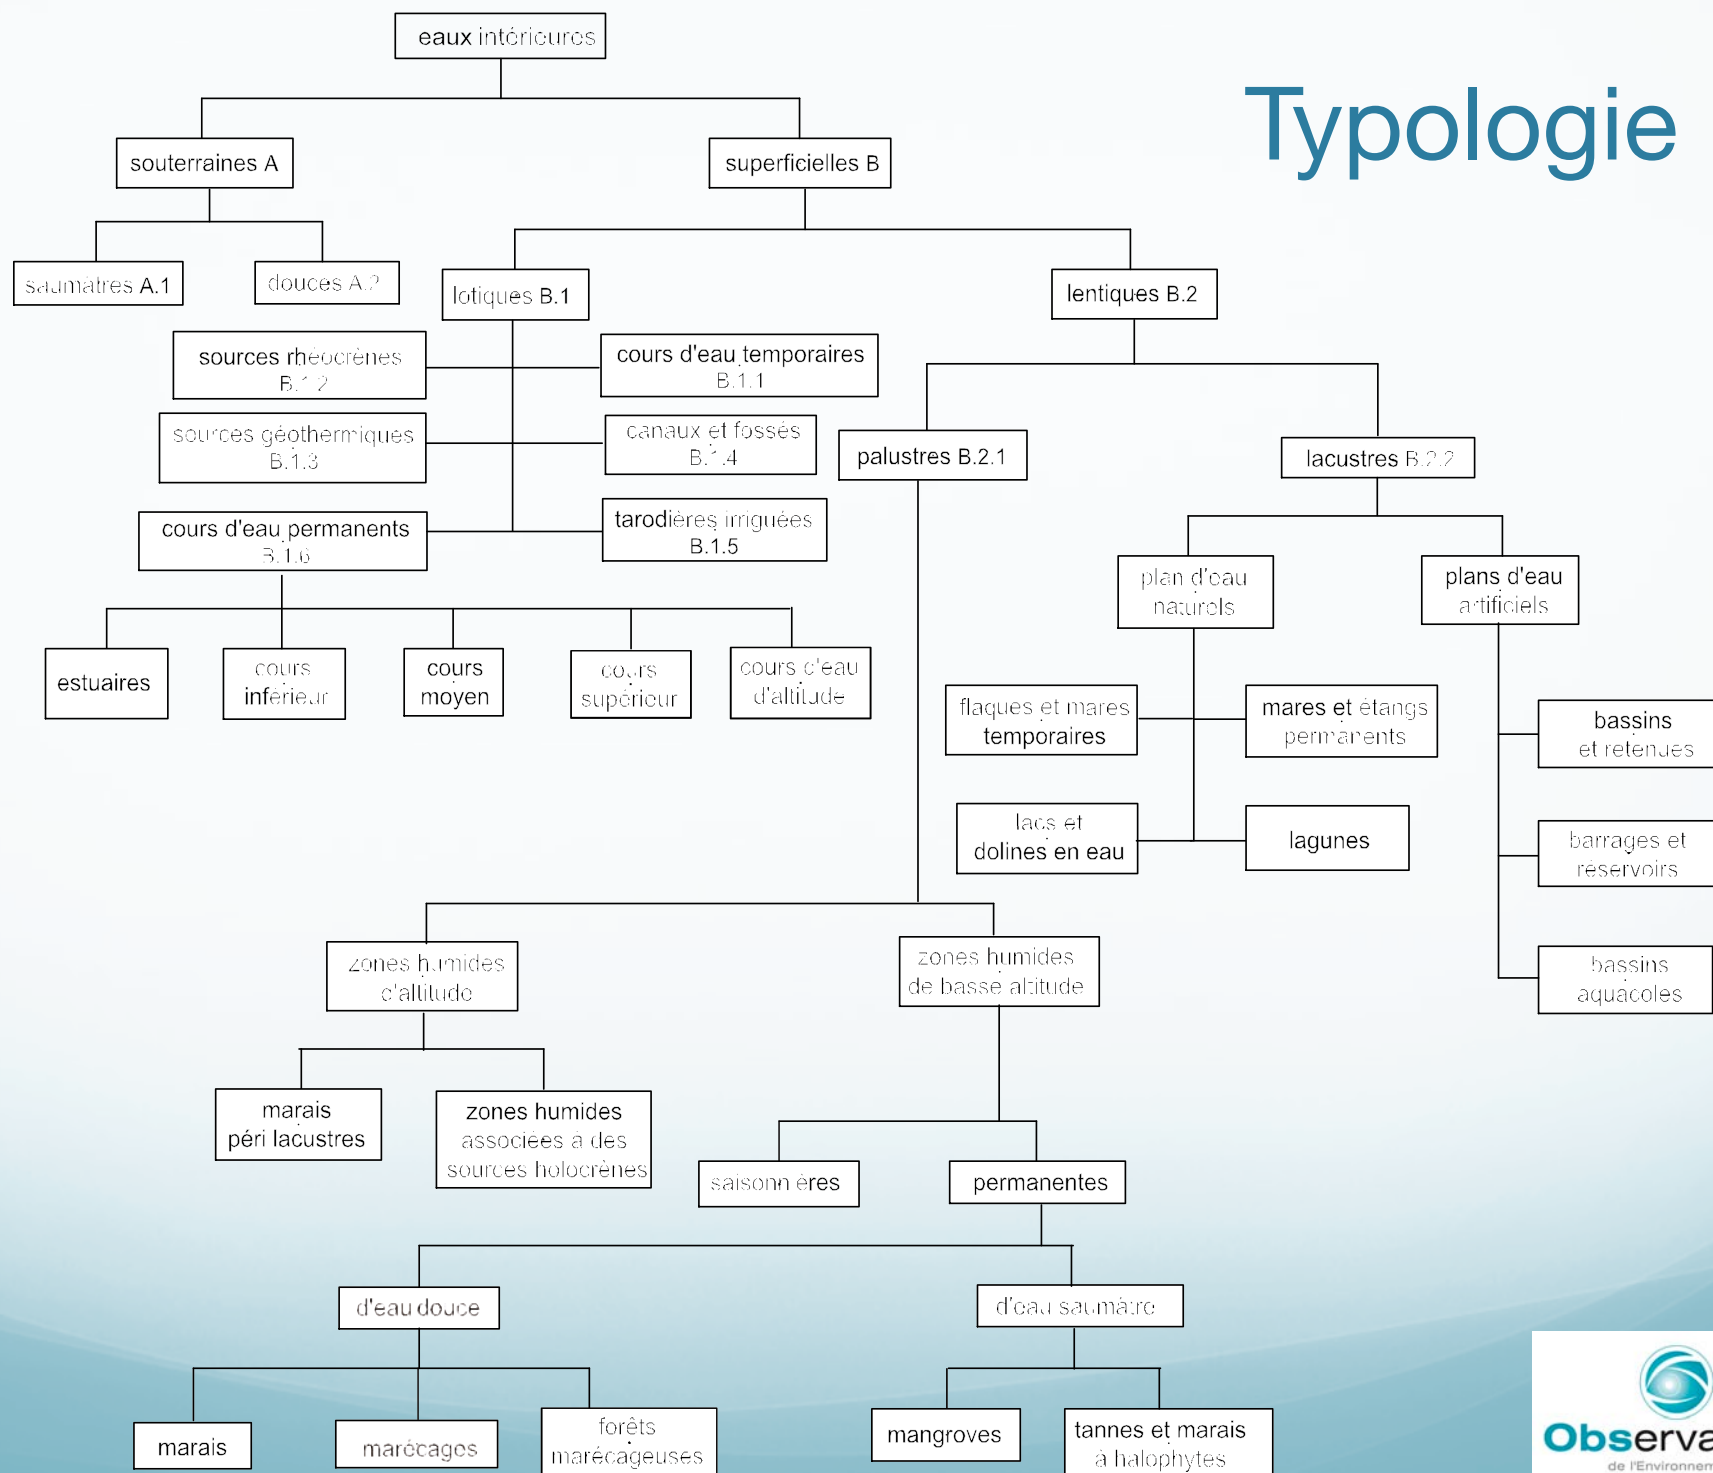 eaux intérieures
Typologie
souterraines A
superficielles B
saumâtres A.1
douces A.2
lotiques B.1
lentiques B.2
sources rhéocrènes
B.1.2
cours d'eau temporaires
B.1.1
sources géothermiques
B.1.3
canaux et fossés
B.1.4
palustres B.2.1
lacustres B.2.2
cours d'eau permanents
B.1.6
tarodières irriguées
B.1.5
plan d'eau
naturels
plans d'eau
artificiels
estuaires
cours
inférieur
cours
moyen
cours
supérieur
cours d'eau
d'altitude
flaques et mares
temporaires
mares et étangs
permanents
bassins
et retenues
lacs et
dolines en eau
lagunes
barrages et
réservoirs
zones humides
d'altitude
zones humides
de basse altitude
bassins
aquacoles
marais
péri lacustres
zones humides
associées à des
sources holocrènes
saisonn ères
permanentes
d'eau douce
d'eau saumâtre
marais
marécages
forêts
marécageuses
mangroves
tannes et marais
à halophytes
Observa
de l'Environnem